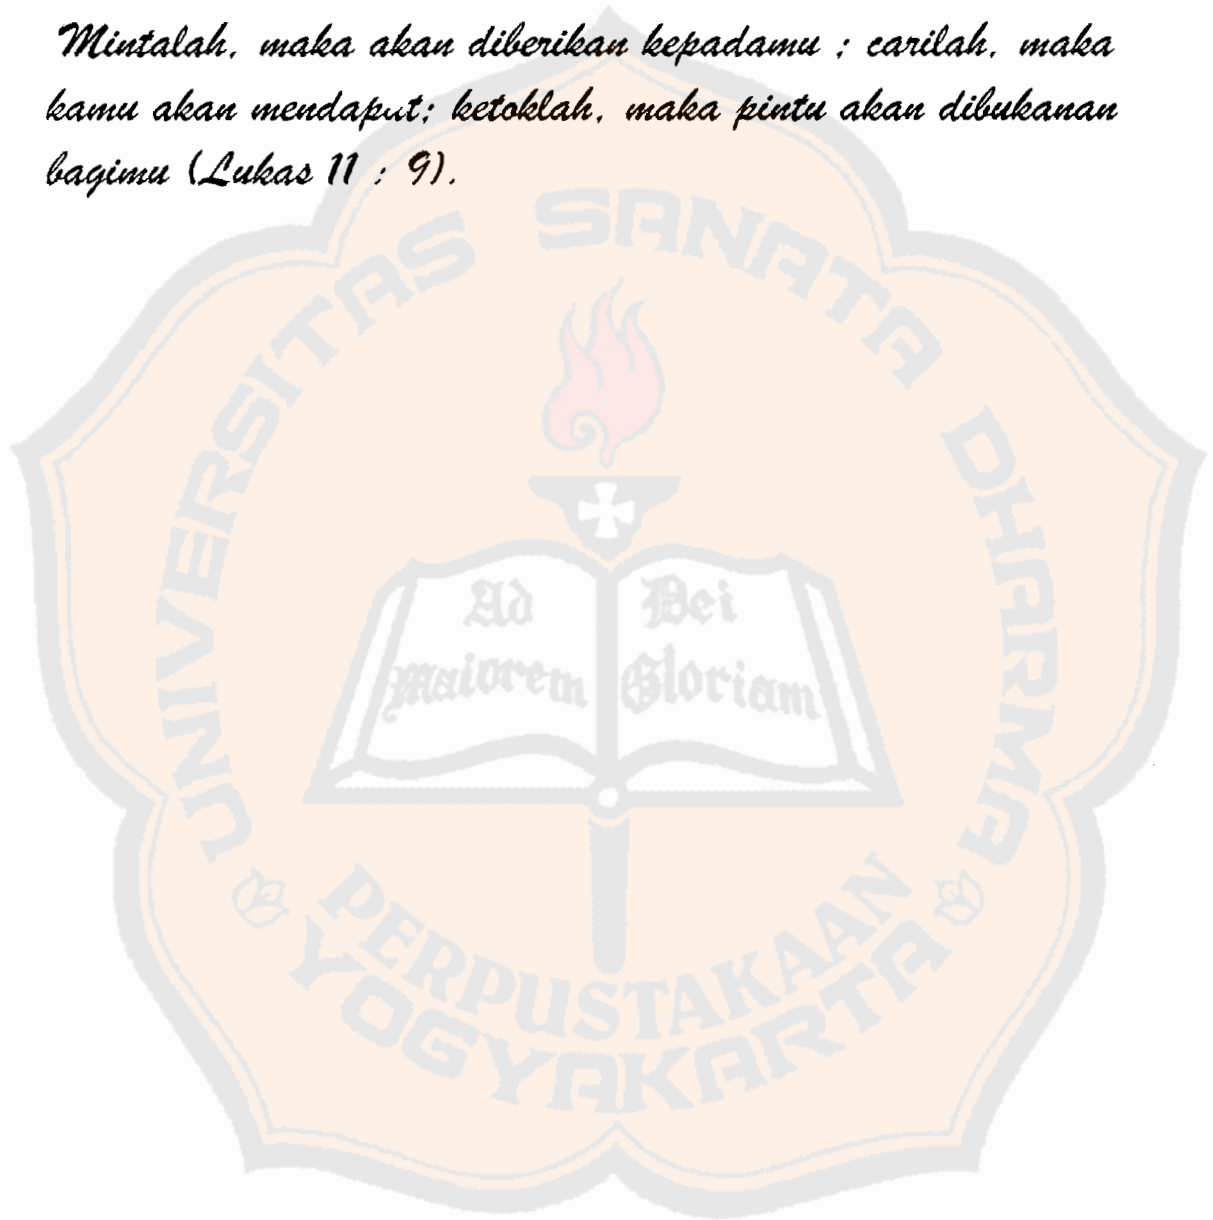 Mintalah, maka akan diberikan kepadamu ; carilah, maka
kamu akan mendapat; ketoklah, maka pintu akan dibukanan
bagimu (Lukas 11 : 9).
UNIVERSITAS SANATA DHARMA
Ad Dei
Maiorem Gloriam
PERPUSTAKAAN
YOGYAKARTA